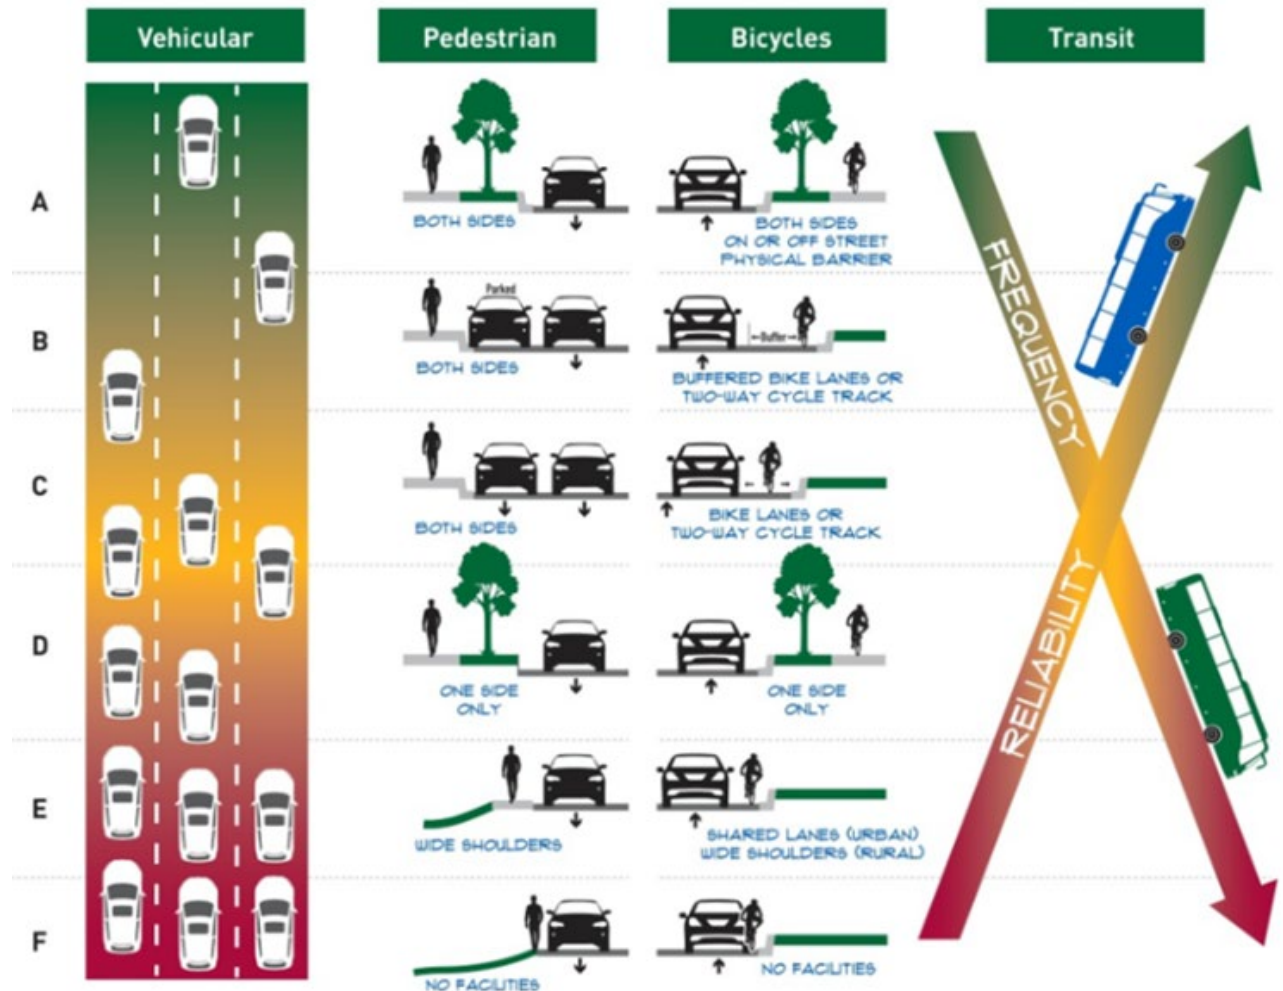 Vehicular
Pedestrian
Bicycles
Transit
A
BOTH SIDES
BOTH SIDES
ON OR OFF STREET
PHYSICAL BARRIER
FREQUENCY
B
Parked
BOTH SIDES
Buffer
BUFFERED BIKE LANES OR
TWO-WAY CYCLE TRACK
C
BOTH SIDES
BIKE LANES OR
TWO-WAY CYCLE TRACK
D
ONE SIDE
ONLY
ONE SIDE
ONLY
RELIABILITY
E
WIDE SHOULDERS
SHARED LANES (URBAN)
WIDE SHOULDERS (RURAL)
F
NO FACILITIES
NO FACILITIES